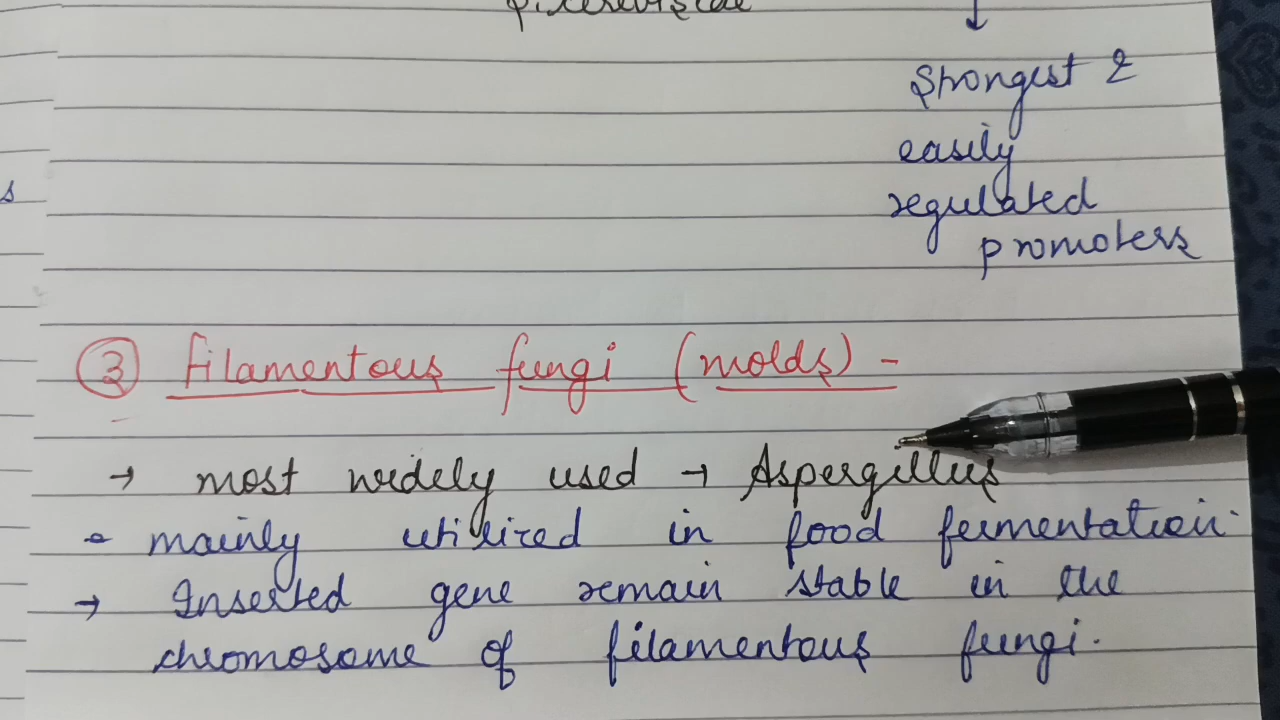 Strongest &
easily
regulated
promoters
③ filamentous fungi (molds) -
→ most widely used → Aspergillus
- mainly utilized in food fermentation.
→ Inserted gene remain stable in the
chromosome of filamentous fungi.